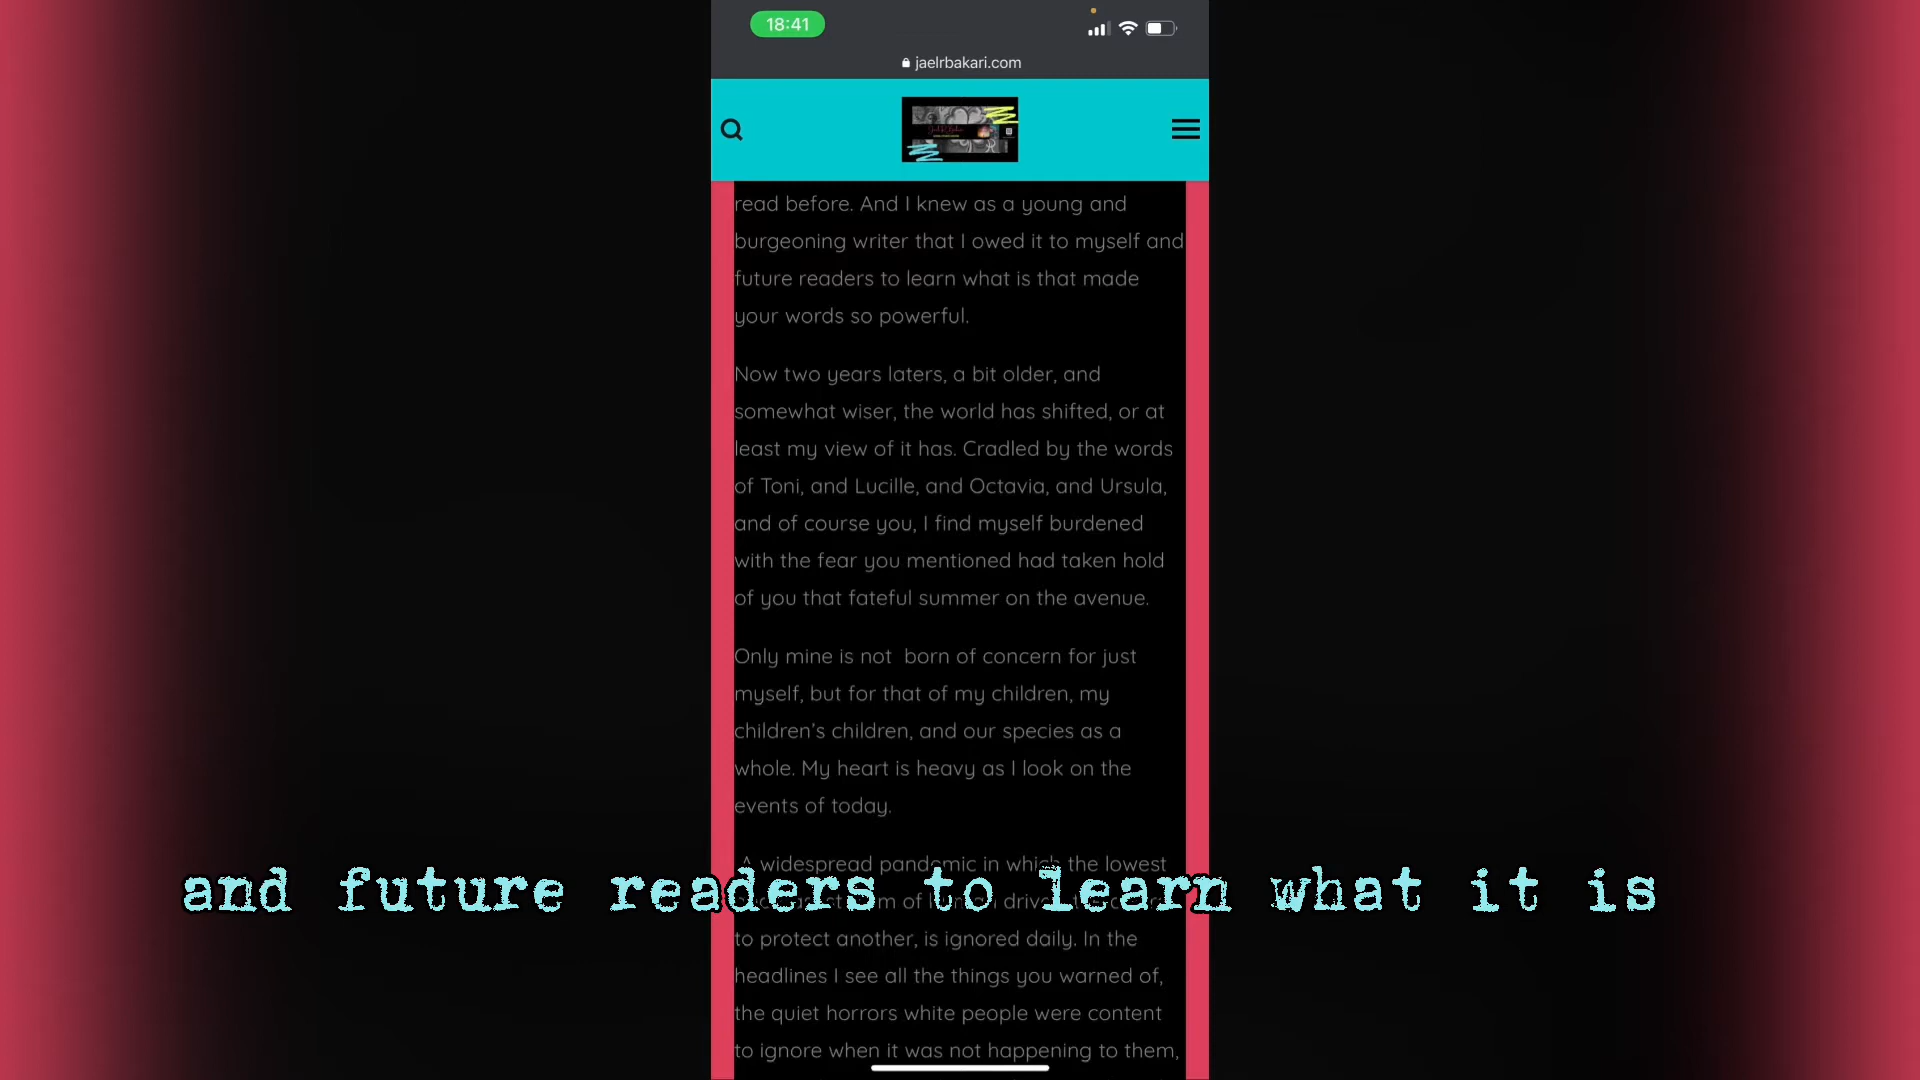 18:41
jaelrbakari.com
read before. And I knew as a young and
burgeoning writer that I owed it to myself and
future readers to learn what is that made
your words so powerful.
Now two years laters, a bit older, and
somewhat wiser, the world has shifted, or at
least my view of it has. Cradled by the words
of Toni, and Lucille, and Octavia, and Ursula,
and of course you, I find myself burdened
with the fear you mentioned had taken hold
of you that fateful summer on the avenue.
Only mine is not  born of concern for just
myself, but for that of my children, my
children's children, and our species as a
whole. My heart is heavy as I look on the
events of today.
A widespread pandemic in which the lowest
and future readers to learn what it is
to protect another, is ignored daily. In the
headlines I see all the things you warned of,
the quiet horrors white people were content
to ignore when it was not happening to them,